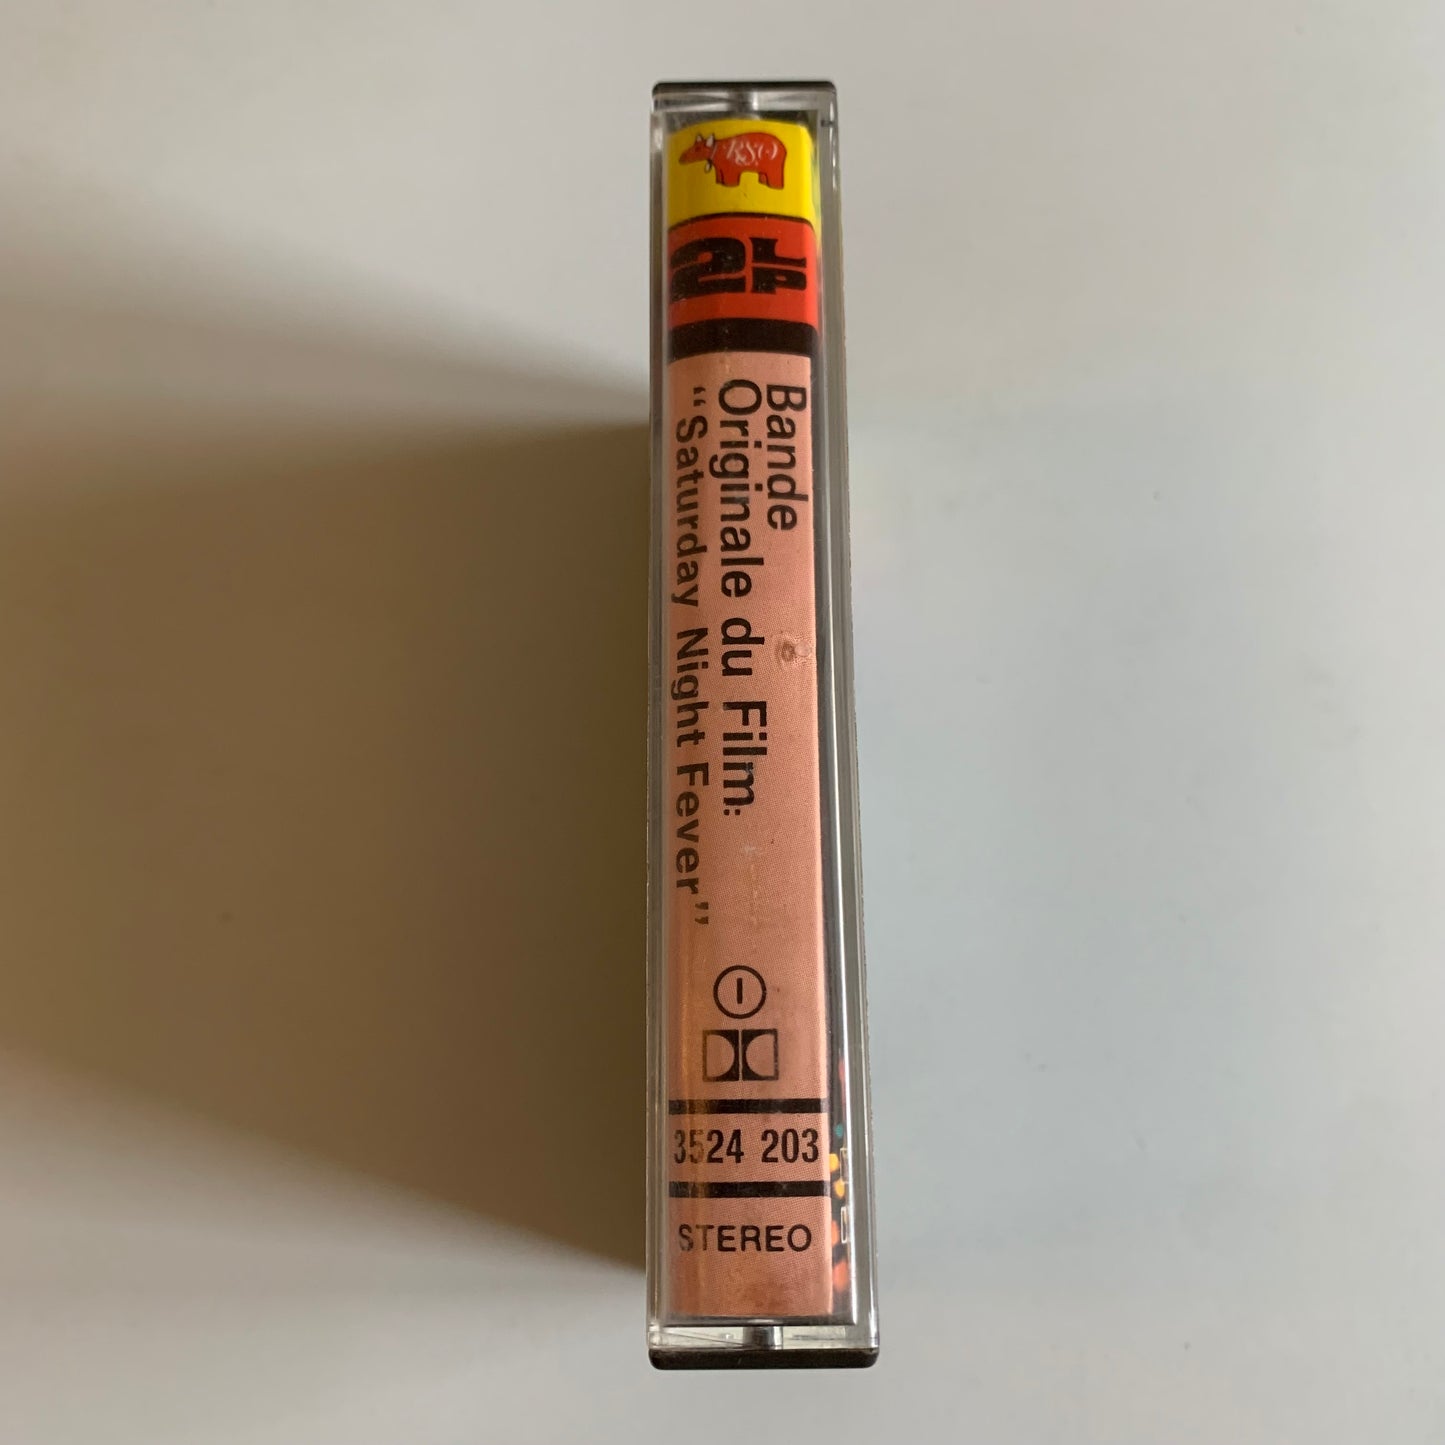 RSO
2LP
Bande
Originale du Film:
“Saturday Night Fever”
3524 203
STEREO